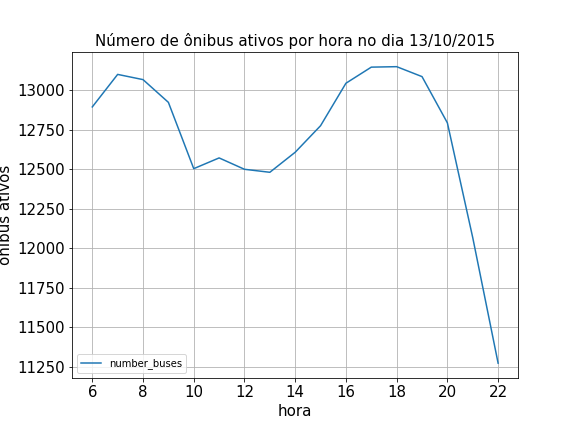 Número de ônibus ativos por hora no dia 13/10/2015
13000
12750
12500
12250
12000
11750
11500
11250
ônibus ativos
number_buses
6 8 10 12 14 16 18 20 22
hora